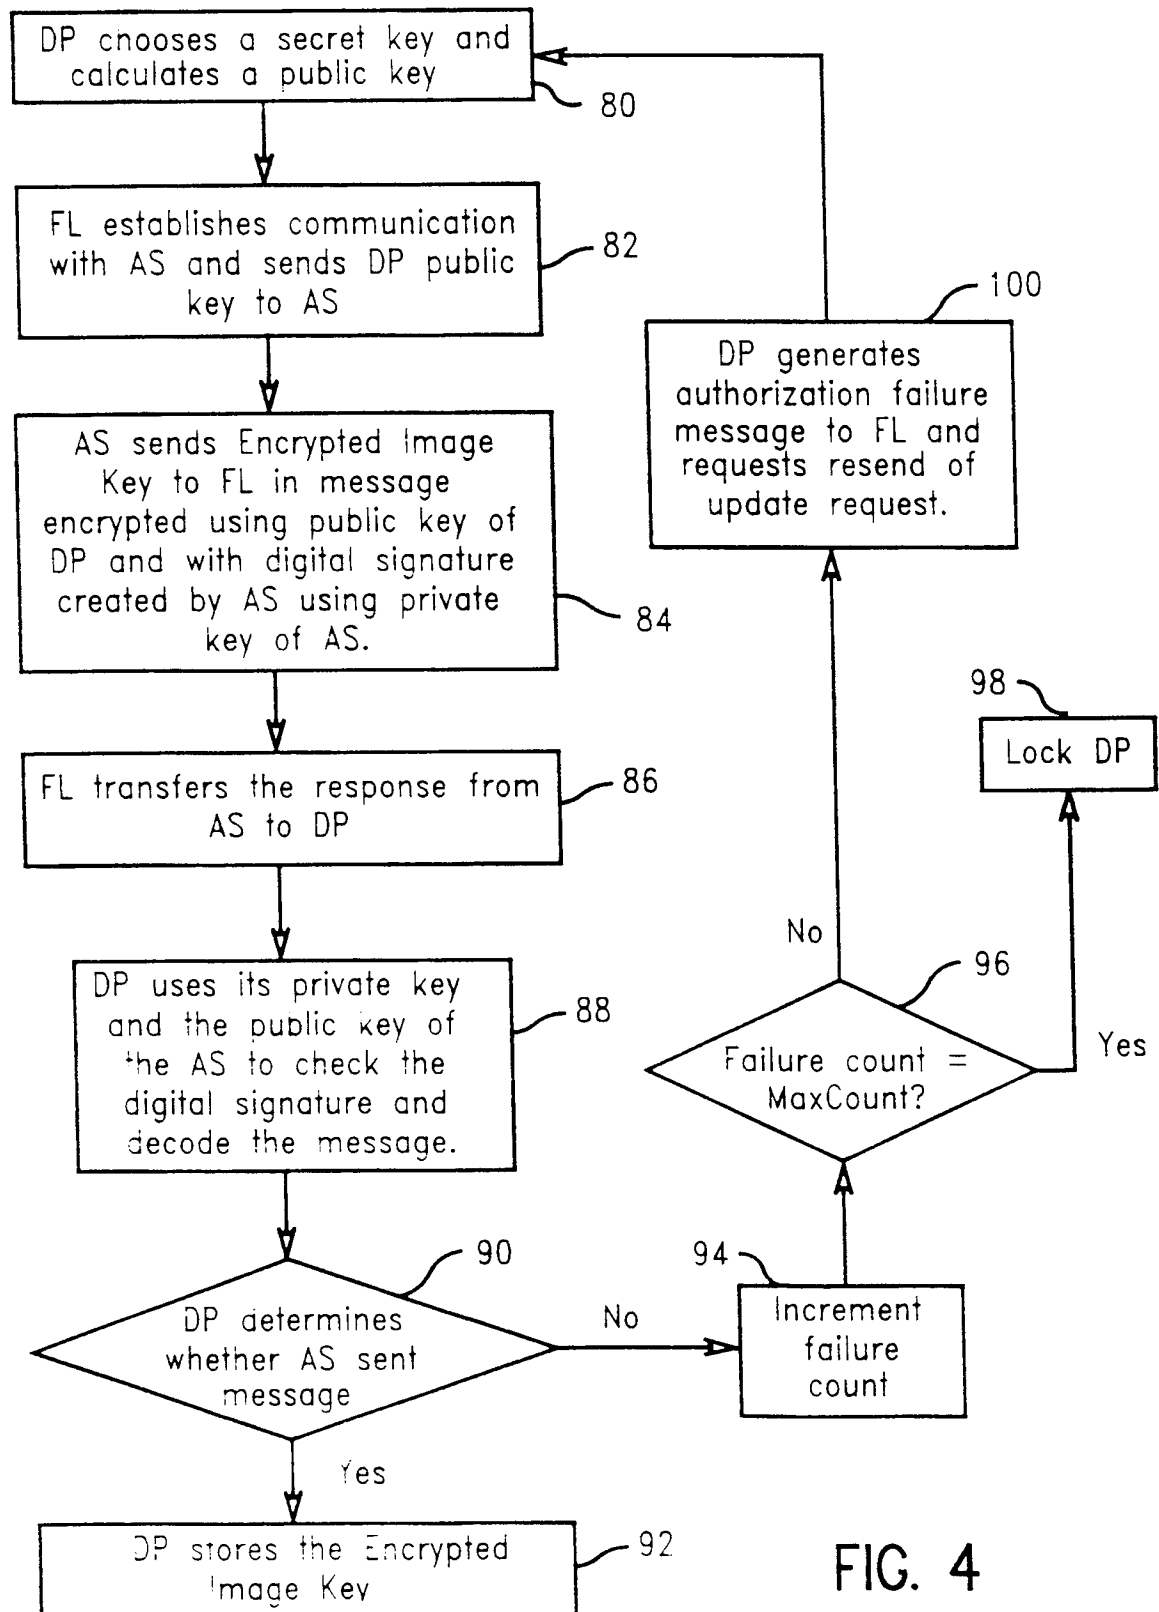 DP chooses a secret key and
calculates a public key
80
FL establishes communication
with AS and sends DP public
key to AS
82
AS sends Encrypted Image
Key to FL in message
encrypted using public key of
DP and with digital signature
created by AS using private
key of AS.
84
FL transfers the response from
AS to DP
86
DP uses its private key
and the public key of
the AS to check the
digital signature and
decode the message.
88
DP determines
whether AS sent
message
90
No
Yes
DP stores the Encrypted
Image Key
92
94
Increment
failure
count
Failure count =
MaxCount?
96
No
Yes
98
Lock DP
100
DP generates
authorization failure
message to FL and
requests resend of
update request.
FIG. 4